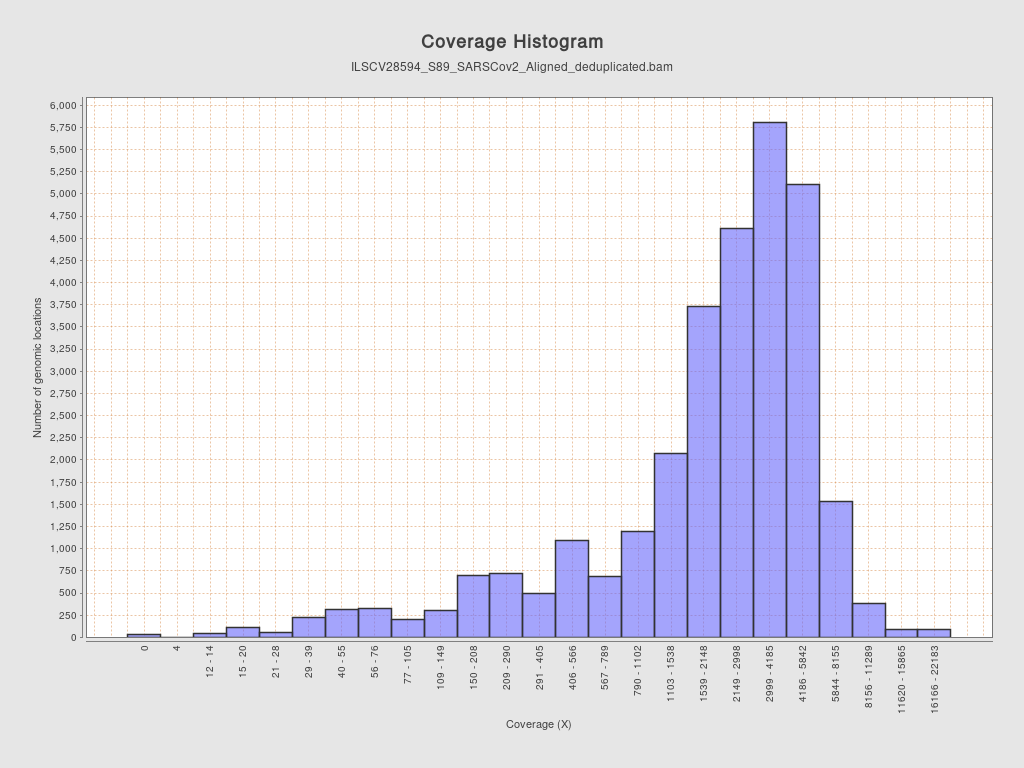 Coverage Histogram
ILSCV28594_S89_SARSCov2_Aligned_deduplicated.bam
Number of genomic locations
6,000
5,750
5,500
5,250
5,000
4,750
4,500
4,250
4,000
3,750
3,500
3,250
3,000
2,750
2,500
2,250
2,000
1,750
1,500
1,250
1,000
750
500
250
0
0
4
12 - 14
15 - 20
21 - 28
29 - 39
40 - 55
56 - 76
77 - 105
109 - 149
150 - 208
209 - 290
291 - 405
406 - 566
567 - 789
790 - 1102
1103 - 1538
1539 - 2148
2149 - 2998
2999 - 4185
4186 - 5842
5844 - 8155
8156 - 11289
11620 - 15865
16166 - 22183
Coverage (X)